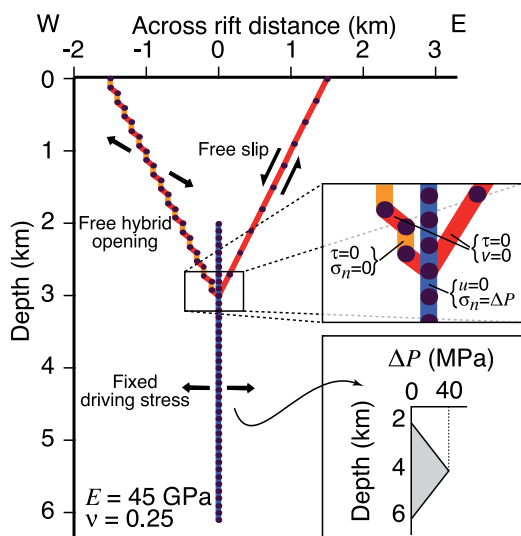 W Across rift distance (km) E
-2 -1 0 1 2 3
0
1
2
3
4
5
6
Depth (km)
Free slip
Free hybrid
opening
Fixed
driving stress
E = 45 GPa
ν = 0.25
τ=0
σn=0
τ=0
v=0
u=0
σn=ΔP
ΔP (MPa)
0 40
2
4
6
Depth (km)